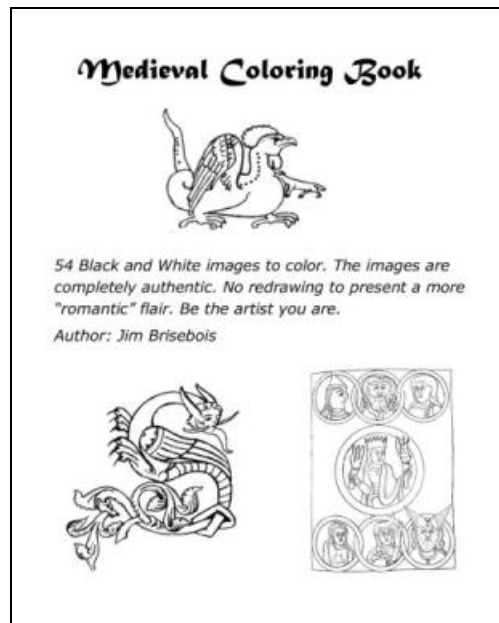 Medieval Coloring Book
54 Black and White images to color. The images are
completely authentic. No redrawing to present a more
"romantic" flair. Be the artist you are.
Author: Jim Brisebois